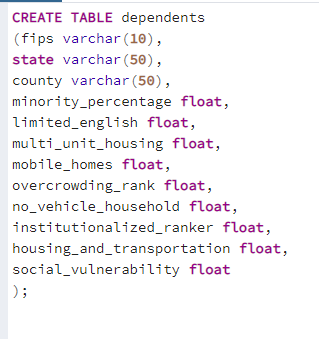 CREATE TABLE dependents
(fips varchar(10),
state varchar(50),
county varchar(50),
minority_percentage float,
limited_english float,
multi_unit_housing float,
mobile_homes float,
overcrowding_rank float,
no_vehicle_household float,
institutionalized_ranker float,
housing_and_transportation float,
social_vulnerability float
);